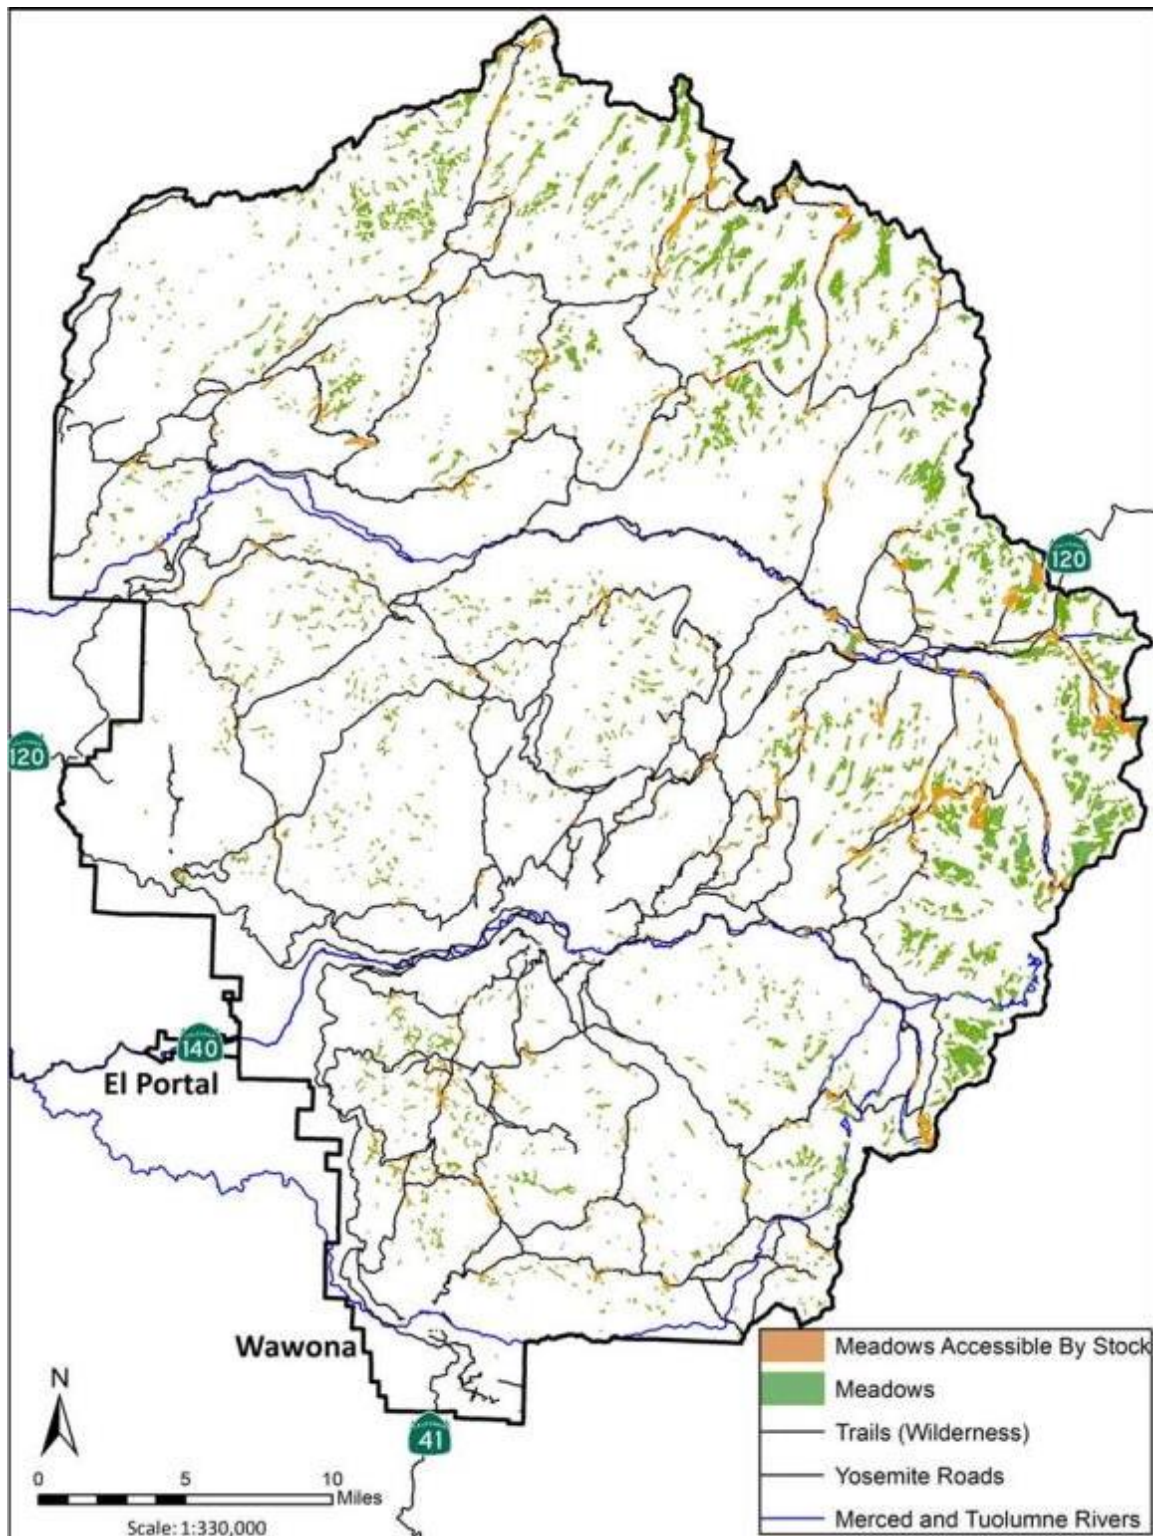 120
120
140
El Portal
Wawona
41
N
0 5 10
Miles
Scale: 1:330,000
Meadows Accessible By Stock
Meadows
Trails (Wilderness)
Yosemite Roads
Merced and Tuolumne Rivers